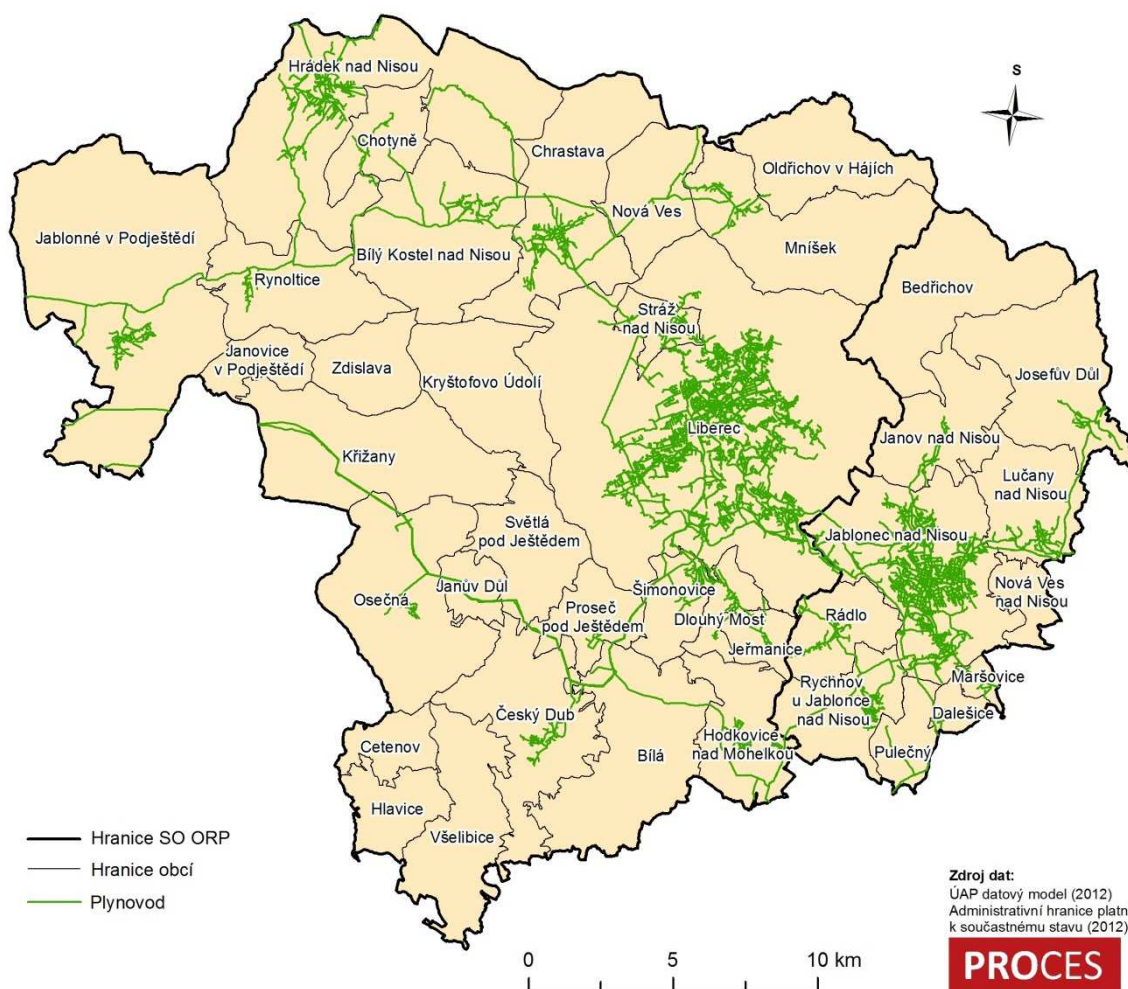 Hrádek nad Nisou
S
Chotyně
Chrastava
Oldřichov v Hájích
Jablonné v Podještědí
Nová Ves
Bílý Kostel nad Nisou
Mníšek
Rynoltice
Bedřichov
Stráž
nad Nisou
Janovice
v Podještědí
Zdislava
Kryštofovo Údolí
Josefův Důl
Liberec
Janov nad Nisou
Křižany
Lučany
nad Nisou
Světlá
pod Ještědem
Jablonec nad Nisou
Osečná
Janův Důl
Šimonovice
Nová Ves
nad Nisou
Proseč
pod Ještědem
Dlouhý Most
Rádlo
Jeřmanice
Maršovice
Rychnov
u Jablonce
nad Nisou
Český Dub
Dalešice
Hodkovice
nad Mohelkou
Cetenov
Bílá
Pulečný
Hlavice
Všelibice
Hranice SO ORP
Hranice obcí
Plynovod
Zdroj dat:
ÚAP datový model (2012)
Administrativní hranice platn
k součastnému stavu (2012)
0 5 10 km
PROCES